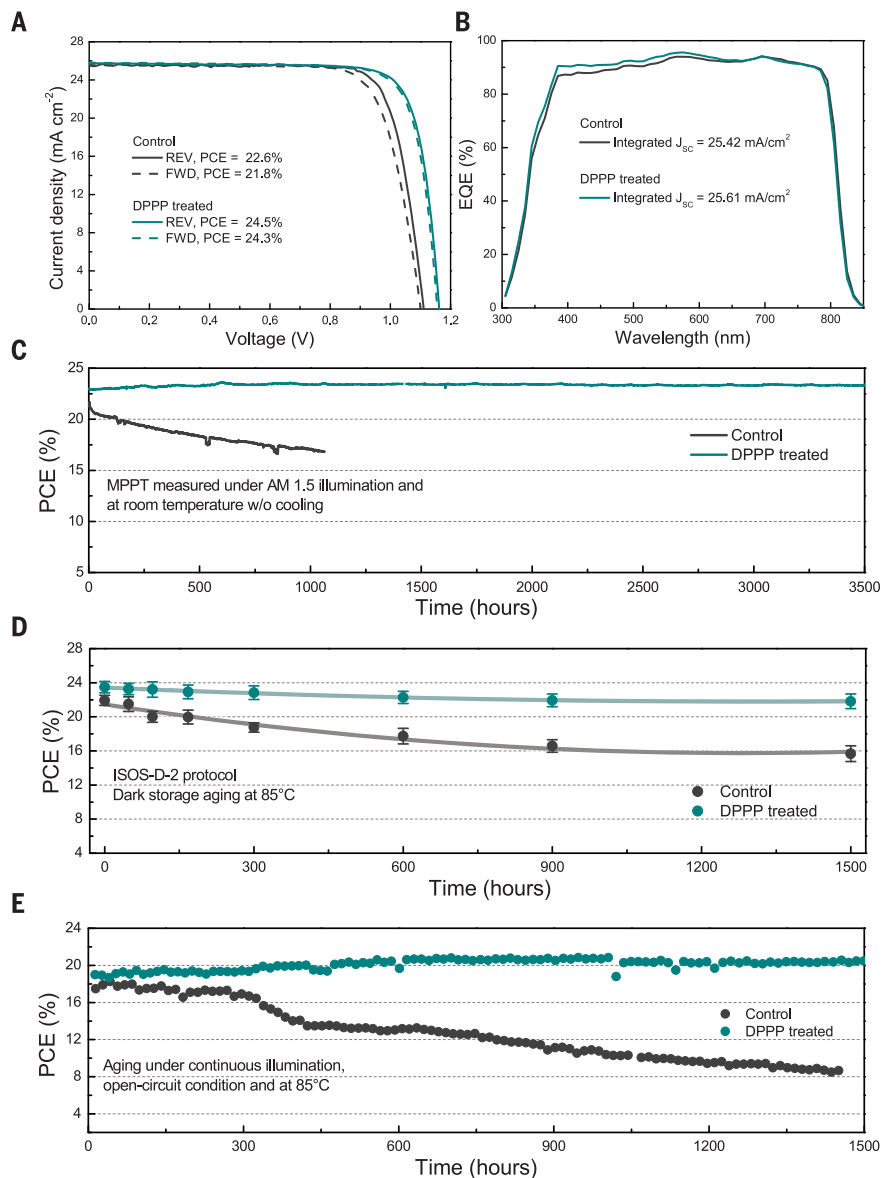 A
Current density (mA cm⁻²)
28
24
20
16
12
8
4
0
Control
REV, PCE = 22.6%
FWD, PCE = 21.8%
DPPP treated
REV, PCE = 24.5%
FWD, PCE = 24.3%
0.0 0.2 0.4 0.6 0.8 1.0 1.2
Voltage (V)
B
EQE (%)
100
80
60
40
20
0
Control
Integrated J_SC = 25.42 mA/cm²
DPPP treated
Integrated J_SC = 25.61 mA/cm²
300 400 500 600 700 800
Wavelength (nm)
C
PCE (%)
25
20
15
10
5
Control
DPPP treated
MPPT measured under AM 1.5 illumination and
at room temperature w/o cooling
0 500 1000 1500 2000 2500 3000 3500
Time (hours)
D
PCE (%)
28
24
20
16
12
8
4
ISOS-D-2 protocol
Dark storage aging at 85°C
Control
DPPP treated
0 300 600 900 1200 1500
Time (hours)
E
PCE (%)
24
20
16
12
8
4
Control
DPPP treated
Aging under continuous illumination,
open-circuit condition and at 85°C
0 300 600 900 1200 1500
Time (hours)